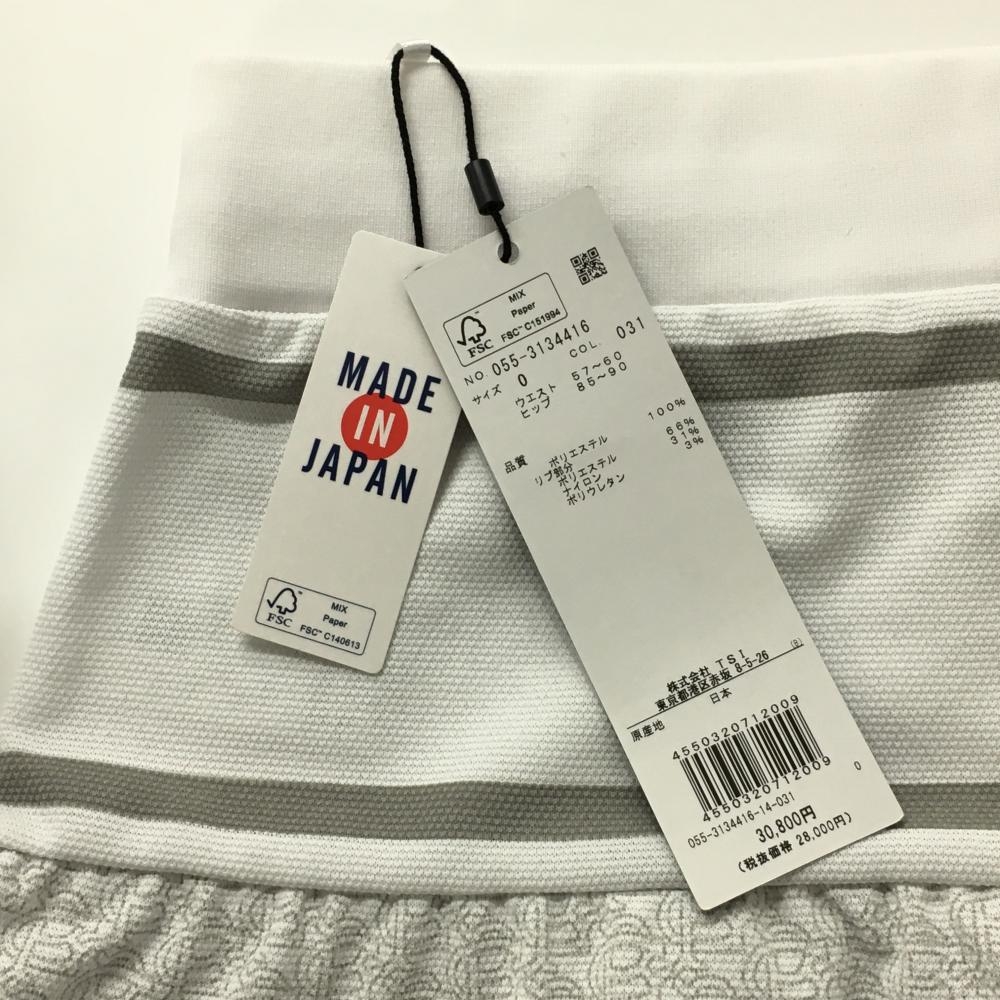 MADE
IN
JAPAN
FSC™
MIX
Paper
FSC™ C140613
FSC™
MIX
Paper
FSC™ C151994
NO. 055-3134416
COL. 031
サイズ 0
ウエスト 57〜60
ヒップ 85〜90
品質 ポリエステル 100%
リブ部分
ポリエステル 66%
ナイロン 31%
ポリウレタン 3%
株式会社 TSI
東京都港区赤坂 8-5-26 (B)
原産地 日本
4550320712009
4550320712009
0
055-3134416-14-031
30,800円
(税抜価格 28,000円)